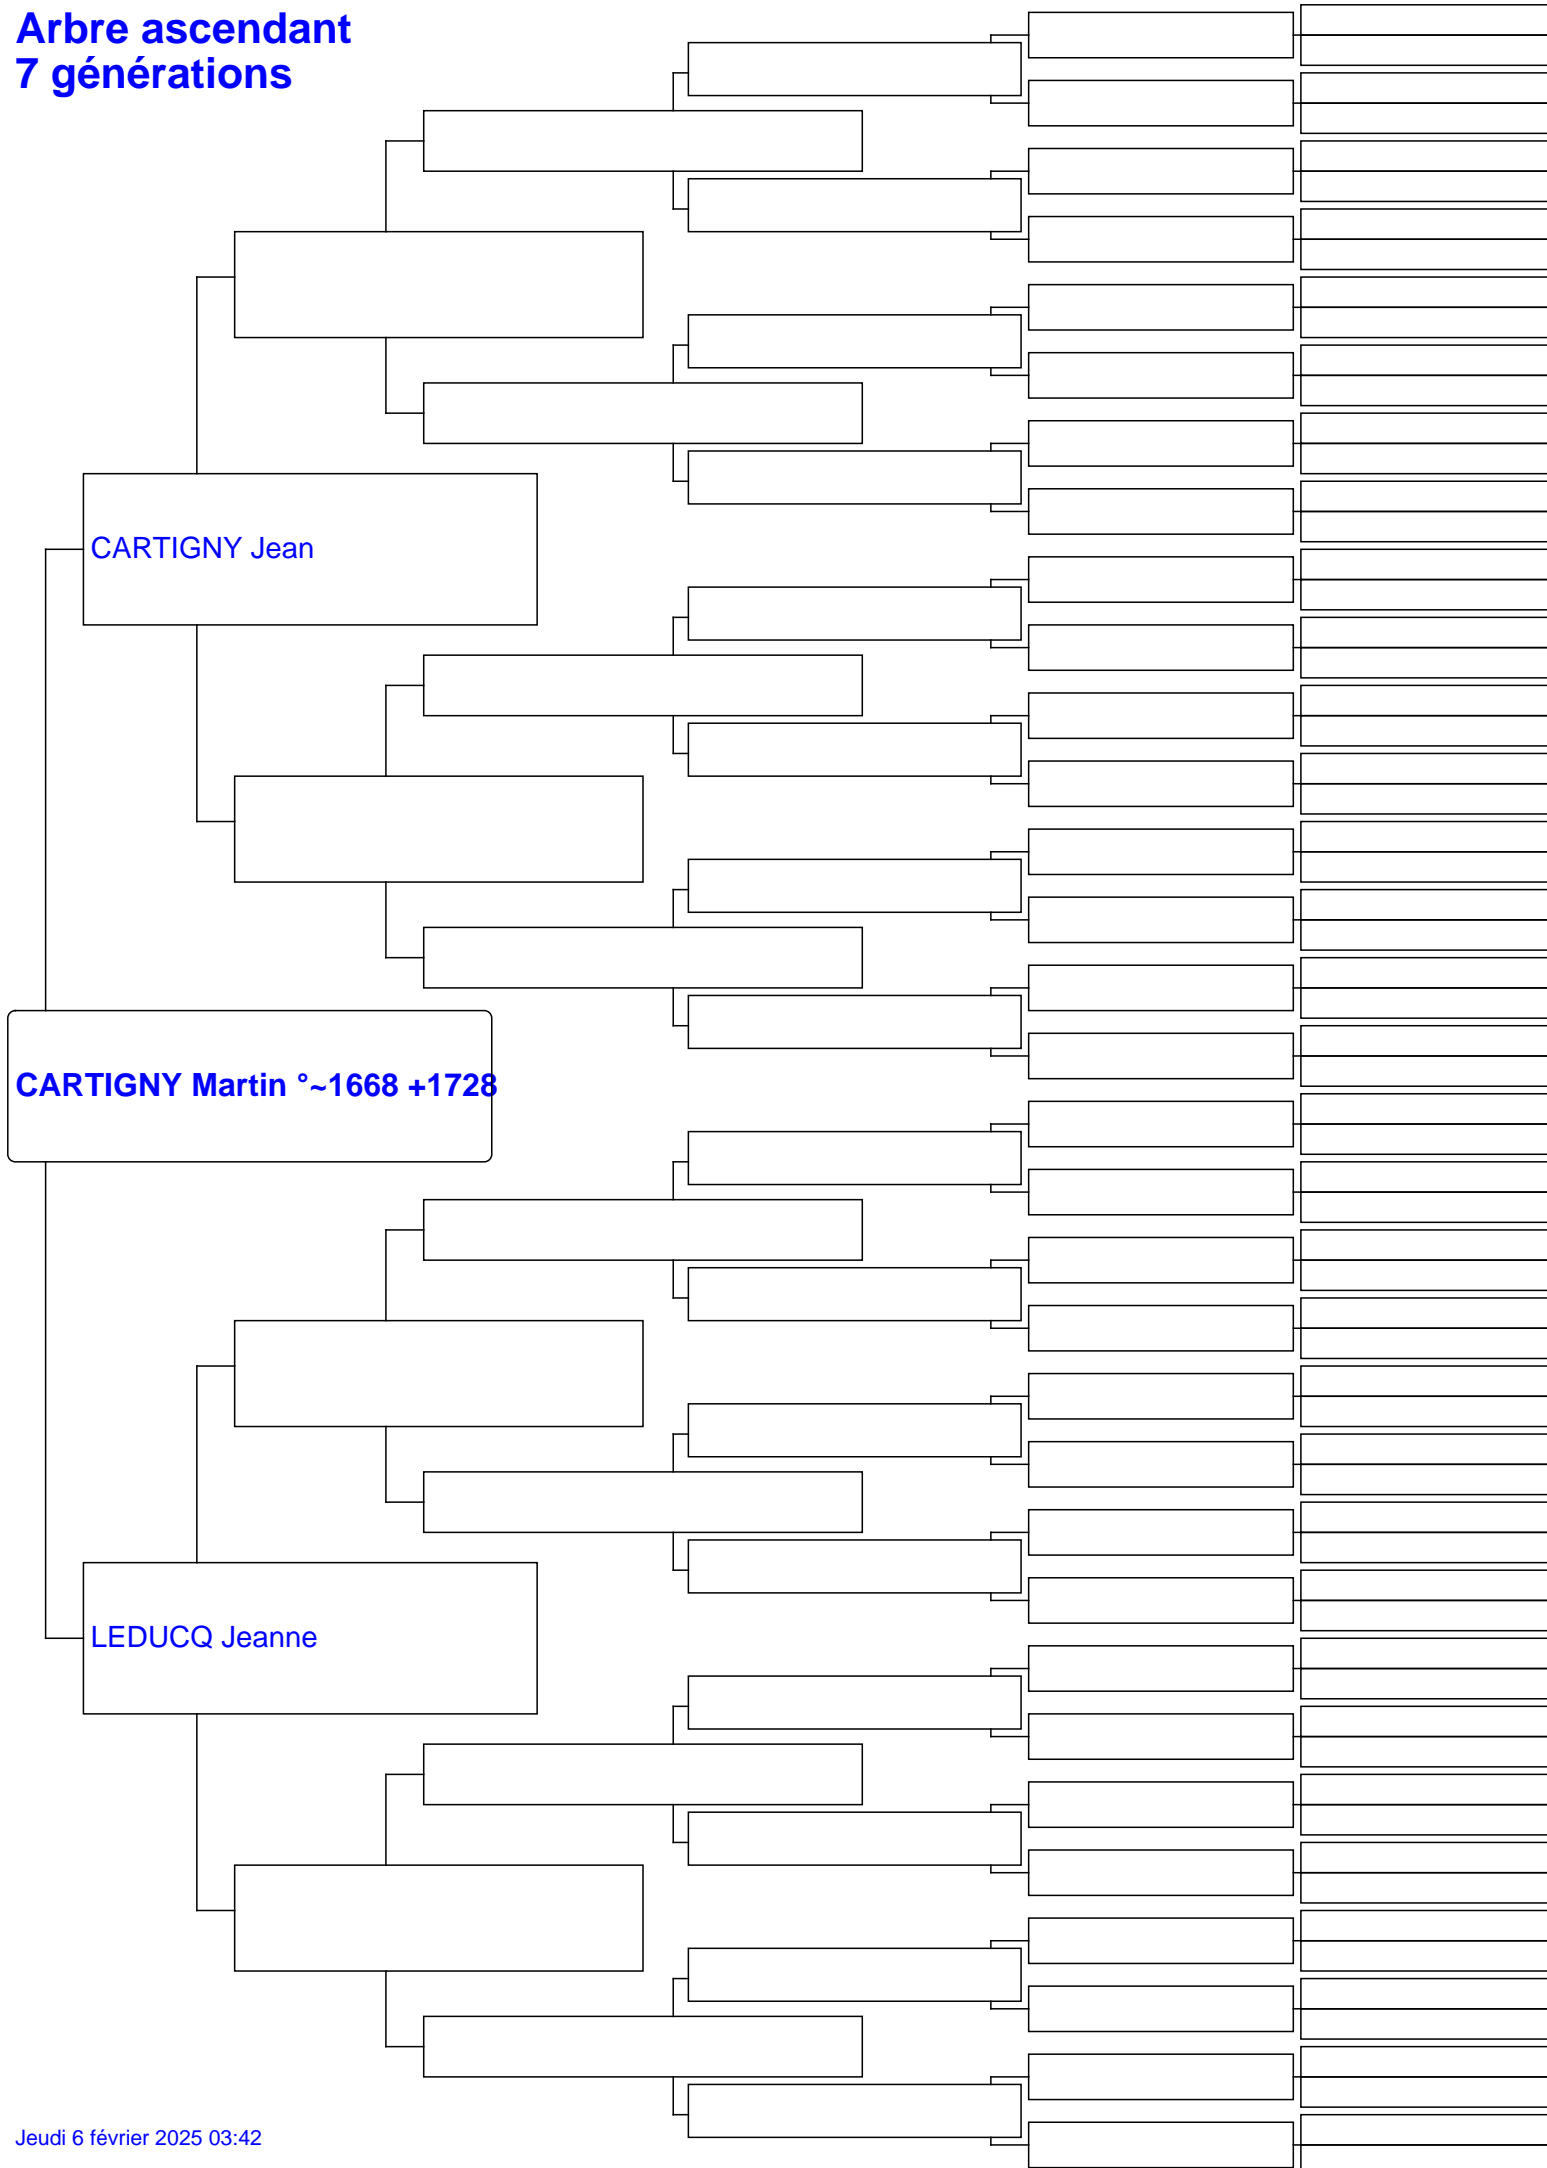 Arbre ascendant
7 générations
CARTIGNY Jean
CARTIGNY Martin °~1668 +1728
LEDUCQ Jeanne
Jeudi 6 février 2025 03:42